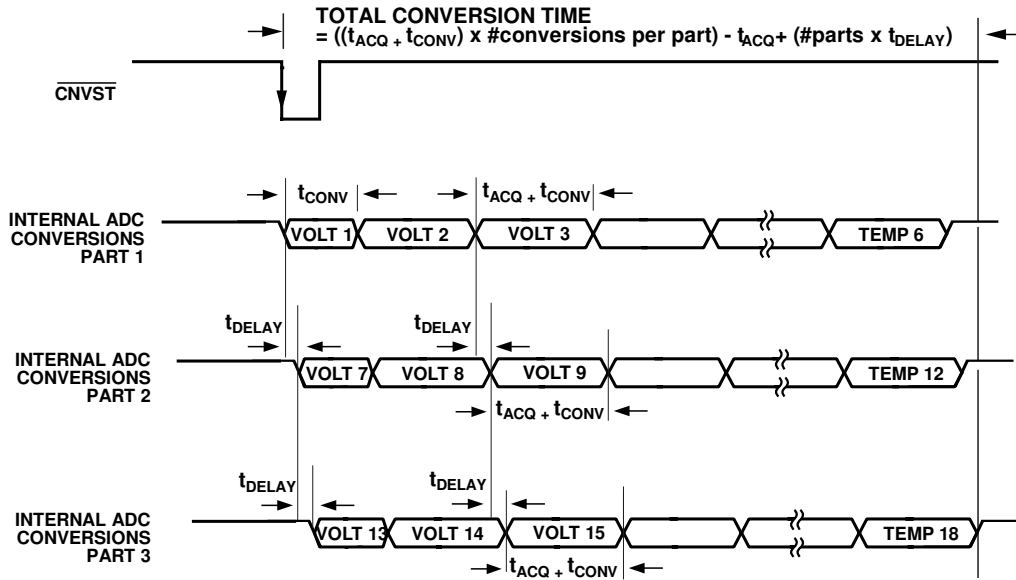 TOTAL CONVERSION TIME
= ((tACQ + tCONV) x #conversions per part) - tACQ+ (#parts x tDELAY)
CNVST
tCONV
tACQ + tCONV
INTERNAL ADC
CONVERSIONS
PART 1
VOLT 1
VOLT 2
VOLT 3
TEMP 6
tDELAY
tDELAY
INTERNAL ADC
CONVERSIONS
PART 2
VOLT 7
VOLT 8
VOLT 9
TEMP 12
tACQ + tCONV
tDELAY
tDELAY
INTERNAL ADC
CONVERSIONS
PART 3
VOLT 13
VOLT 14
VOLT 15
TEMP 18
tACQ + tCONV